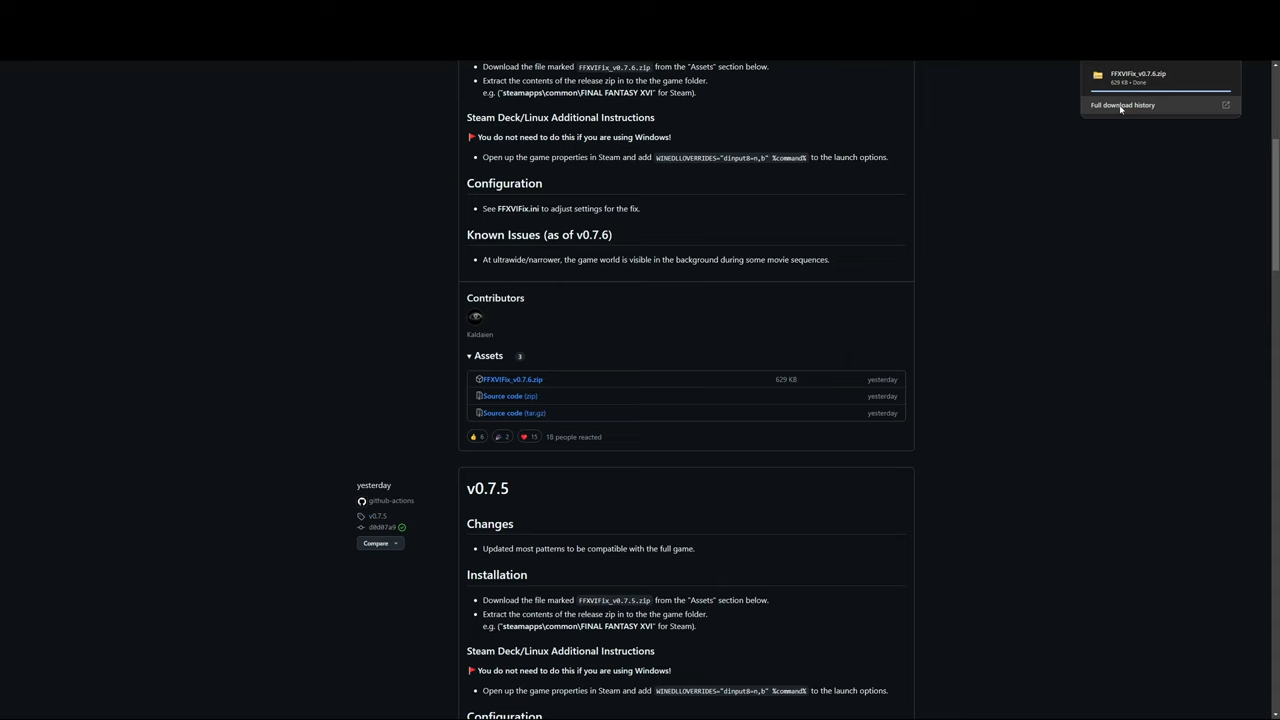 Download the file marked FFXVIFix_v0.7.6.zip from the "Assets" section below.
Extract the contents of the release zip in to the the game folder.
e.g. ("steamapps\common\FINAL FANTASY XVI" for Steam).
Steam Deck/Linux Additional Instructions
You do not need to do this if you are using Windows!
Open up the game properties in Steam and add WINEDLLOVERRIDES="dinput8=n,b" %command% to the launch options.
Configuration
See FFXVIFix.ini to adjust settings for the fix.
Known Issues (as of v0.7.6)
At ultrawide/narrower, the game world is visible in the background during some movie sequences.
Contributors
Kaldaien
Assets 3
FFXVIFix_v0.7.6.zip 629 KB yesterday
Source code (zip) yesterday
Source code (tar.gz) yesterday
6 2 15 18 people reacted
FFXVIFix_v0.7.6.zip
629 KB • Done
Full download history
yesterday
github-actions
v0.7.5
d0d07a9
Compare
v0.7.5
Changes
Updated most patterns to be compatible with the full game.
Installation
Download the file marked FFXVIFix_v0.7.5.zip from the "Assets" section below.
Extract the contents of the release zip in to the the game folder.
e.g. ("steamapps\common\FINAL FANTASY XVI" for Steam).
Steam Deck/Linux Additional Instructions
You do not need to do this if you are using Windows!
Open up the game properties in Steam and add WINEDLLOVERRIDES="dinput8=n,b" %command% to the launch options.
Configuration